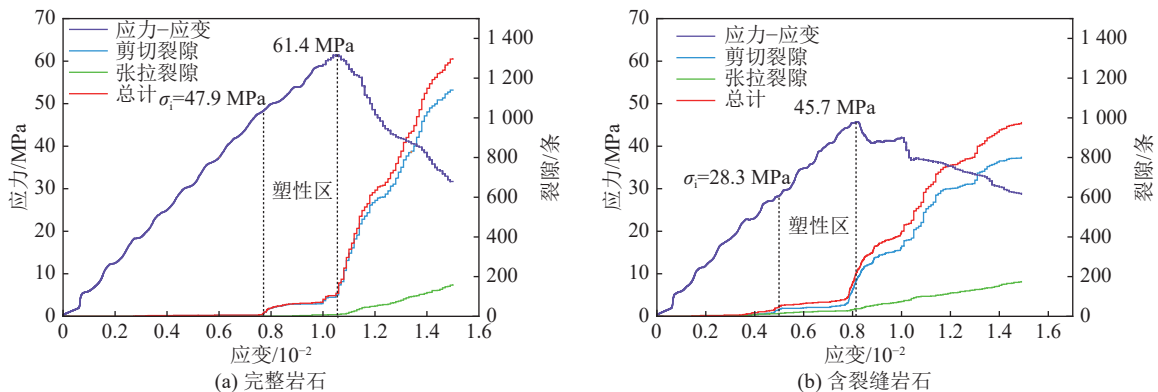 70
60
50
40
30
20
10
0
应力/MPa
应力–应变
剪切裂隙
张拉裂隙
总计
σi=47.9 MPa
61.4 MPa
塑性区
1 400
1 200
1 000
800
600
400
200
0
裂隙/条
0 0.2 0.4 0.6 0.8 1.0 1.2 1.4 1.6
应变/10⁻²
(a) 完整岩石
70
60
50
40
30
20
10
0
应力/MPa
应力–应变
剪切裂隙
张拉裂隙
总计
45.7 MPa
σi=28.3 MPa
塑性区
1 400
1 200
1 000
800
600
400
200
0
裂隙/条
0 0.2 0.4 0.6 0.8 1.0 1.2 1.4 1.6
应变/10⁻²
(b) 含裂缝岩石